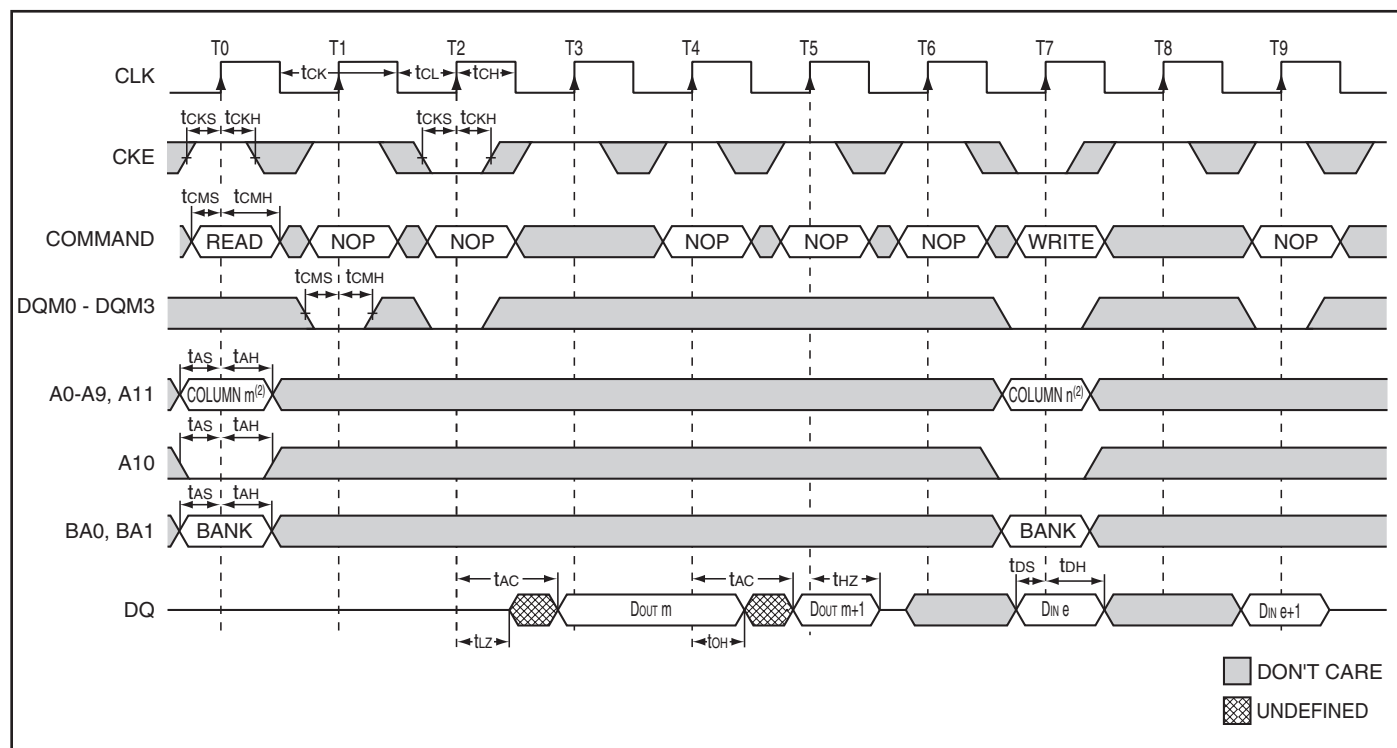 T0 T1 T2 T3 T4 T5 T6 T7 T8 T9
CLK tCK tCL tCH
tCKS tCKH tCKS tCKH
CKE
tCMS tCMH
COMMAND READ NOP NOP NOP NOP NOP WRITE NOP
tCMS tCMH
DQM0 - DQM3
tAS tAH
A0-A9, A11 COLUMN m(2) COLUMN n(2)
tAS tAH
A10
tAS tAH
BA0, BA1 BANK BANK
tAC tAC tHZ tDS tDH
DQ DOUT m DOUT m+1 DIN e DIN e+1
tLZ tOH
DON'T CARE
UNDEFINED